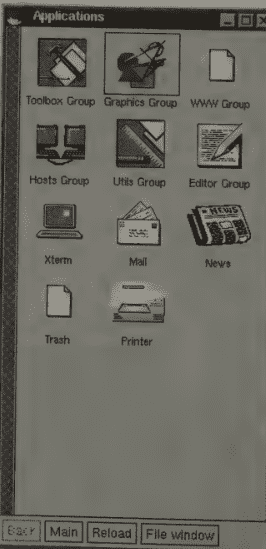 Applications
Toolbox Group Graphics Group WWW Group
Hosts Group Utils Group Editor Group
NEWS
Xterm Mail News
Trash Printer
Back Main Reload File window